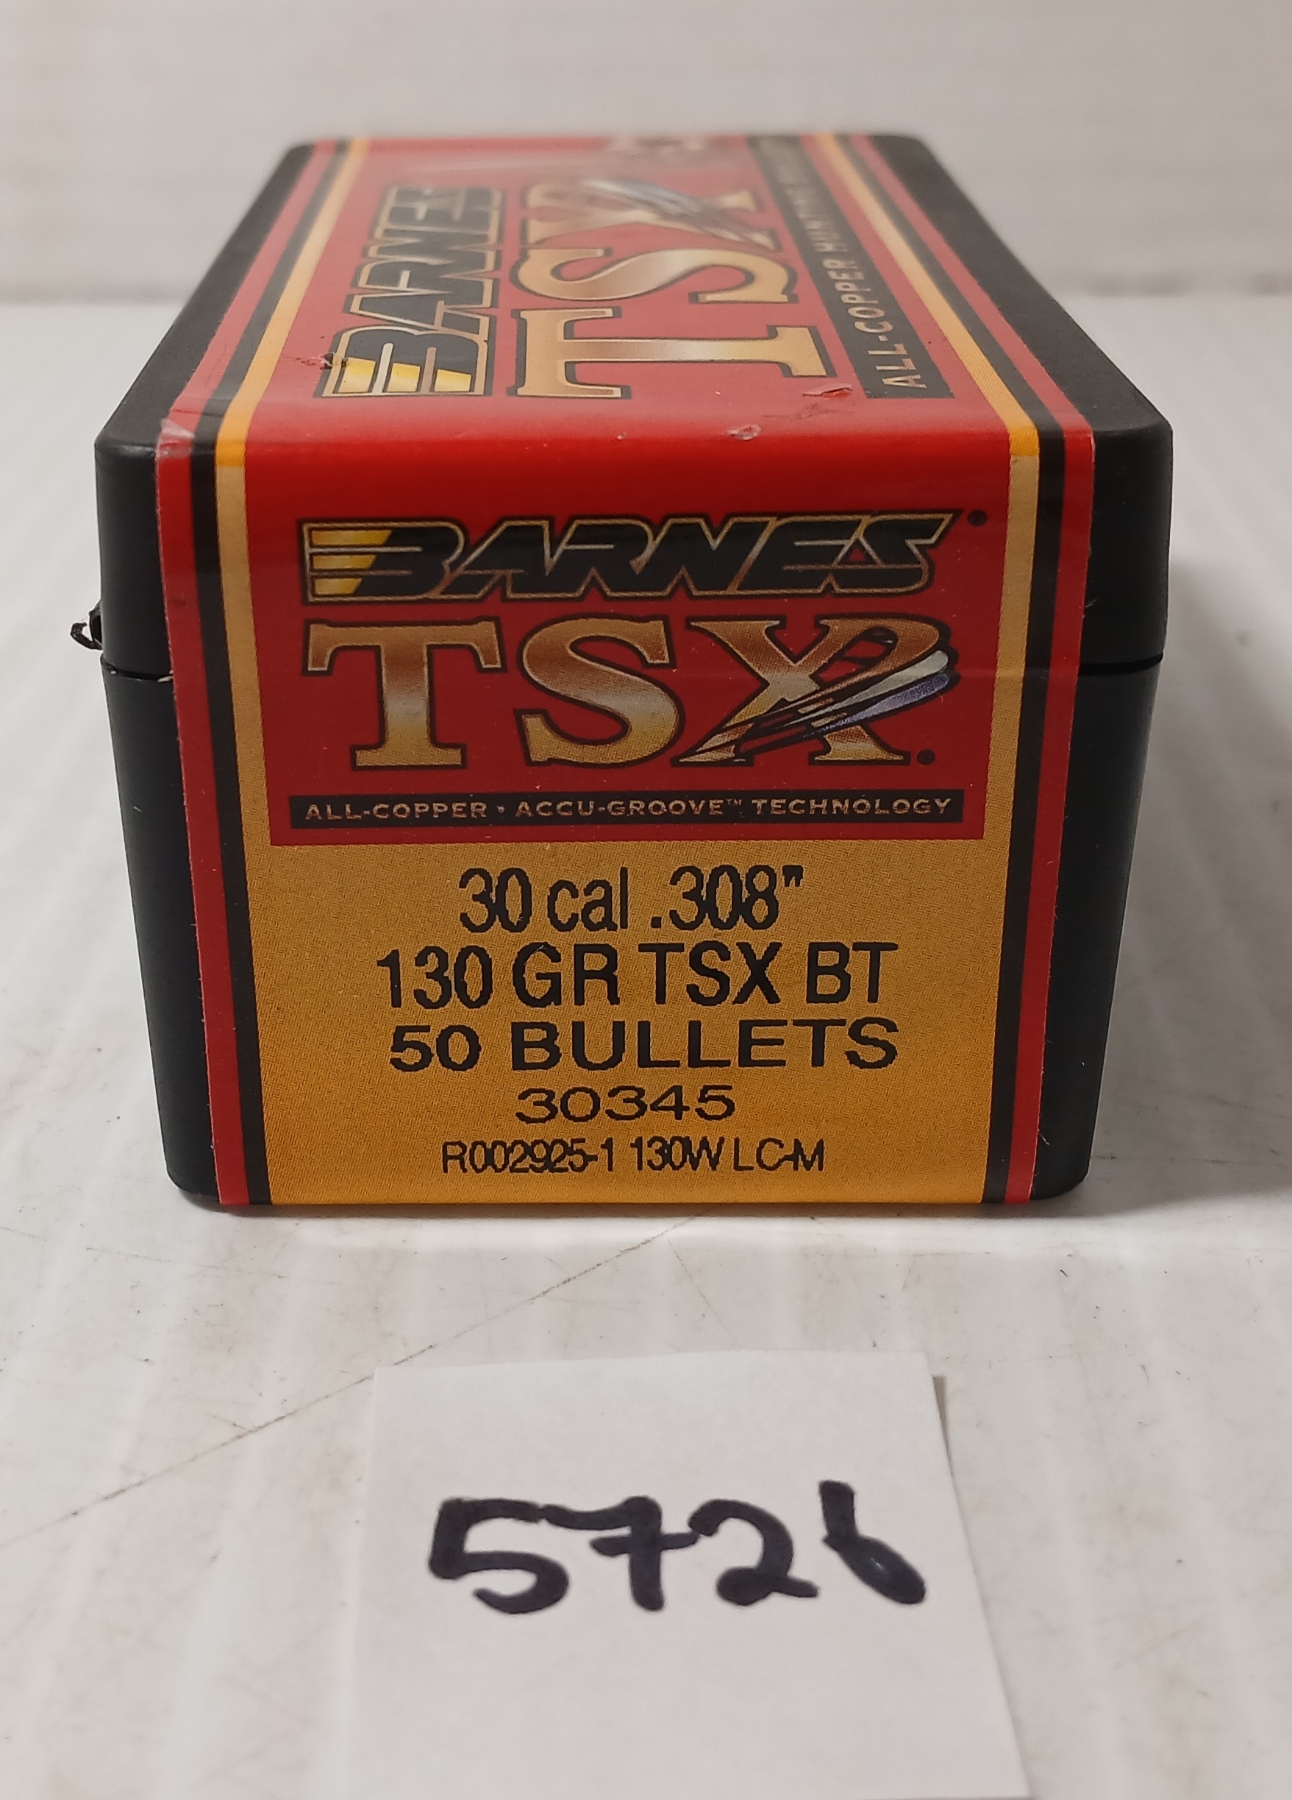 BARNES
TSX
ALL-COPPER HUNTING
BARNES®
TSX®
ALL-COPPER • ACCU-GROOVE™ TECHNOLOGY
30 cal .308"
130 GR TSX BT
50 BULLETS
30345
R002925-1 130W LC-M
5726